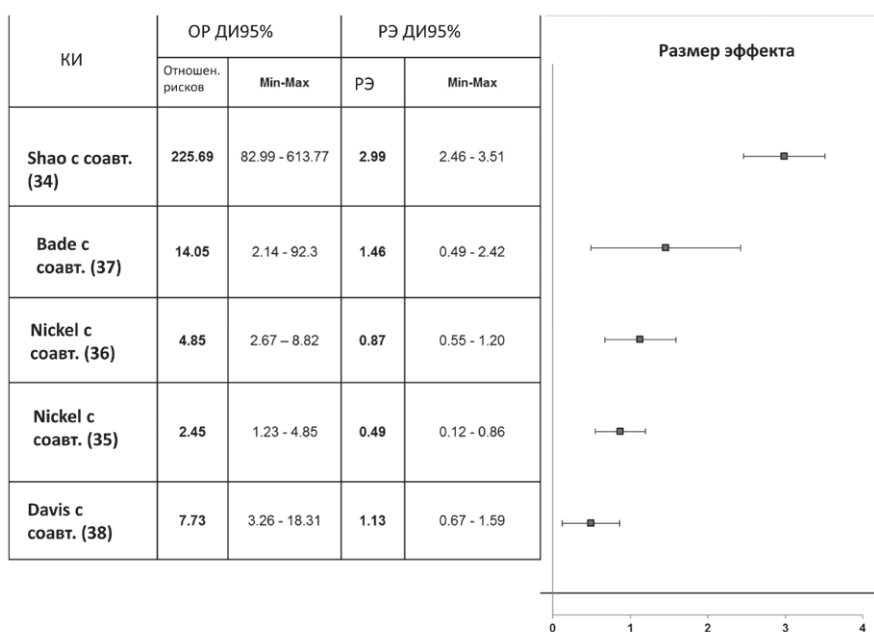 КИ
ОР ДИ95%
РЭ ДИ95%
Отношен.
рисков
Min-Max
РЭ
Min-Max
Shao с соавт.
(34)
225.69
82.99 - 613.77
2.99
2.46 - 3.51
Bade с
соавт. (37)
14.05
2.14 - 92.3
1.46
0.49 - 2.42
Nickel с
соавт. (36)
4.85
2.67 – 8.82
0.87
0.55 - 1.20
Nickel с
соавт. (35)
2.45
1.23 - 4.85
0.49
0.12 - 0.86
Davis с
соавт. (38)
7.73
3.26 - 18.31
1.13
0.67 - 1.59
Размер эффекта
0 1 2 3 4